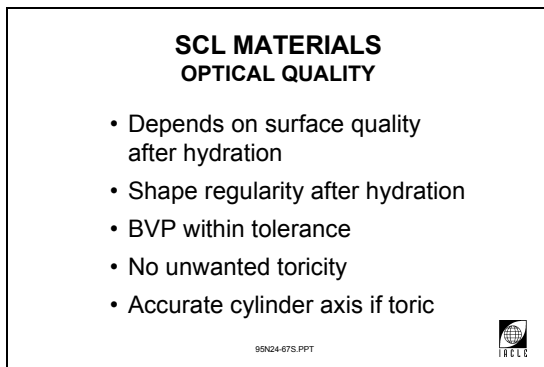 SCL MATERIALS
OPTICAL QUALITY
• Depends on surface quality
after hydration
• Shape regularity after hydration
• BVP within tolerance
• No unwanted toricity
• Accurate cylinder axis if toric
95N24-67S.PPT
IACLE